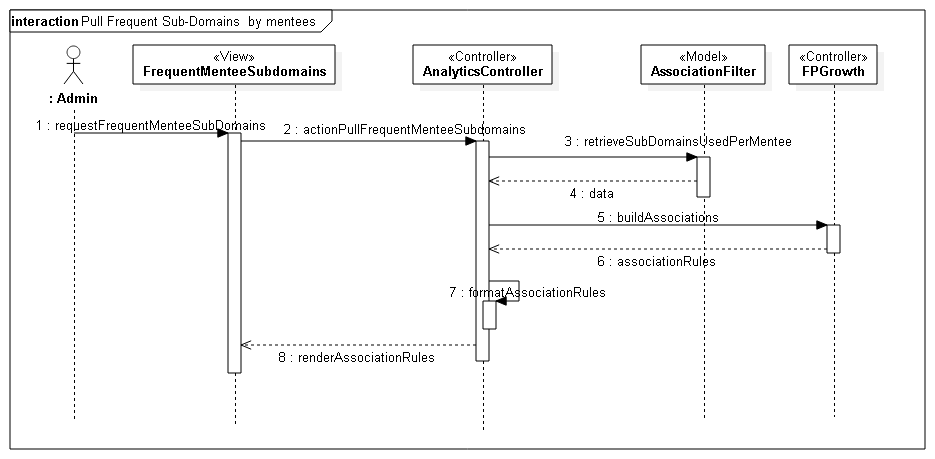 interaction Pull Frequent Sub-Domains by mentees
: Admin
«View»
FrequentMenteeSubdomains
«Controller»
AnalyticsController
«Model»
AssociationFilter
«Controller»
FPGrowth
1 : requestFrequentMenteeSubDomains
2 : actionPullFrequentMenteeSubdomains
3 : retrieveSubDomainsUsedPerMentee
4 : data
5 : buildAssociations
6 : associationRules
7 : formatAssociationRules
8 : renderAssociationRules